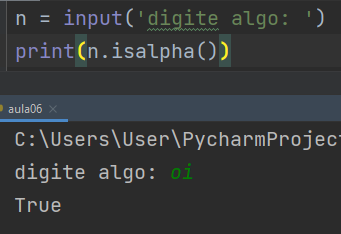 n = input('digite algo: ')
print(n.isalpha())
aula06 ×
C:\Users\User\PycharmProject
digite algo: oi
True